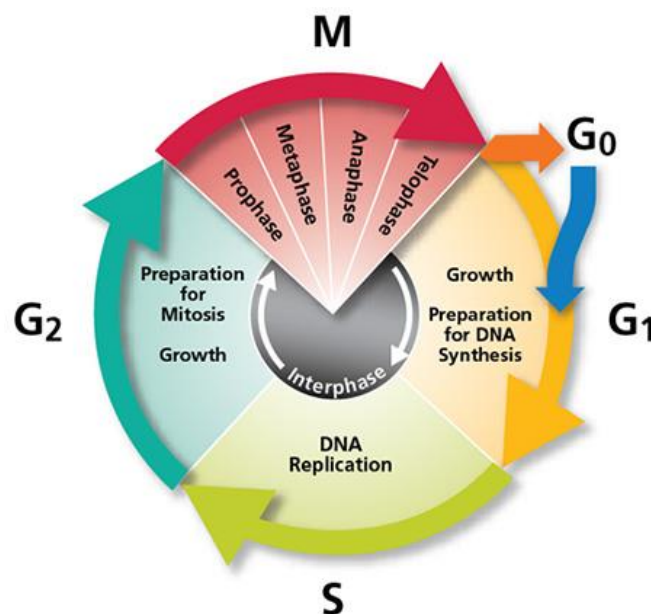 M
Prophase
Metaphase
Anaphase
Telophase
G₀
Preparation
for
Mitosis
Growth
G₂
Growth
Preparation
for DNA
Synthesis
G₁
Interphase
DNA
Replication
S